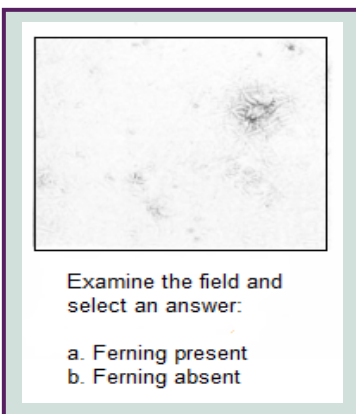 Examine the field and
select an answer:
a. Ferning present
b. Ferning absent